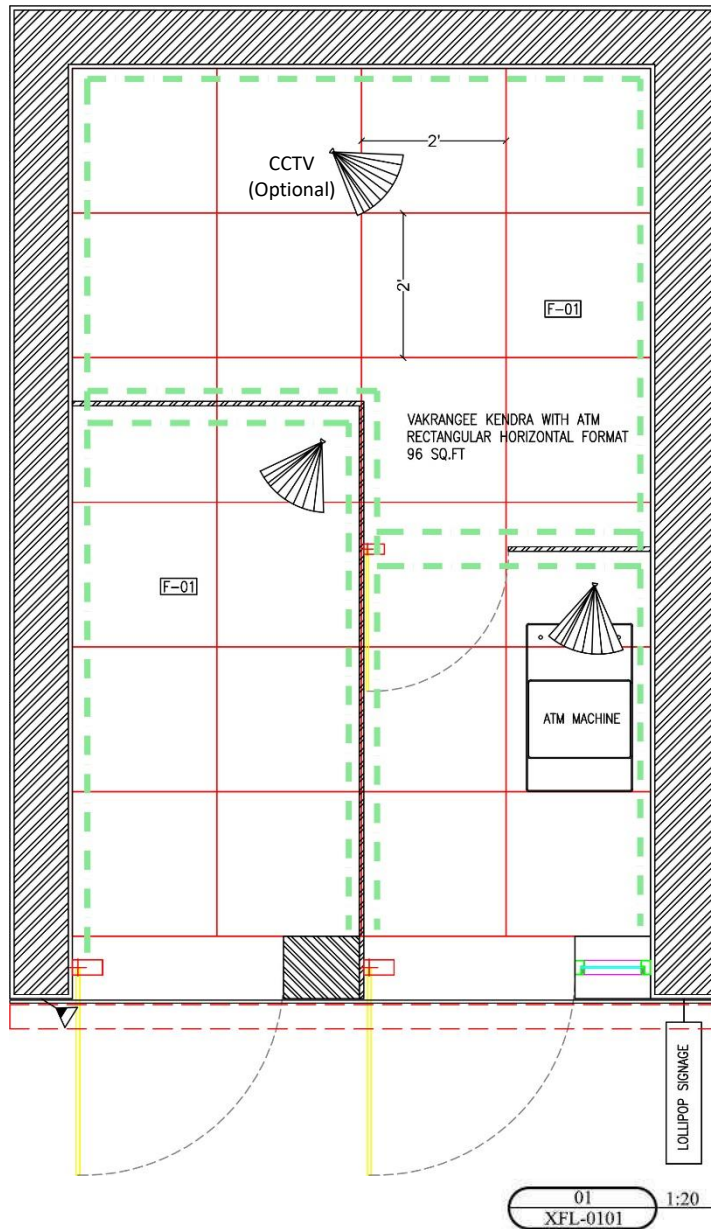 2'
CCTV
(Optional)
2'
F-01
VAKRANGEE KENDRA WITH ATM
RECTANGULAR HORIZONTAL FORMAT
96 SQ.FT
F-01
ATM MACHINE
LOLLIPOP SIGNAGE
01
1:20
XFL-0101